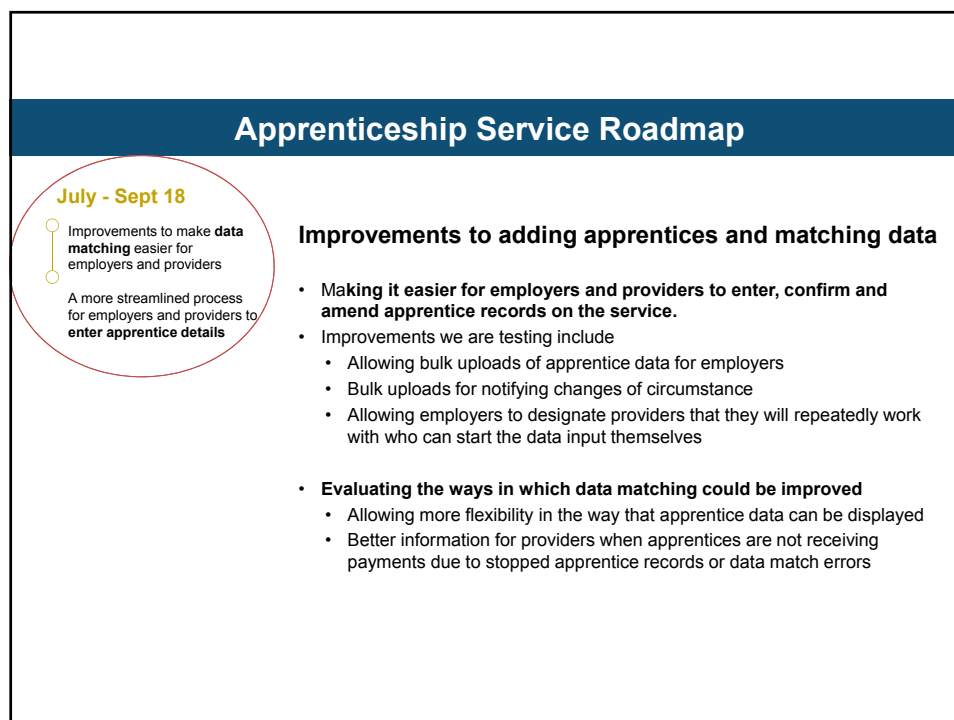 Apprenticeship Service Roadmap
July - Sept 18
Improvements to make data
matching easier for
employers and providers
A more streamlined process
for employers and providers to
enter apprentice details
Improvements to adding apprentices and matching data
• Making it easier for employers and providers to enter, confirm and
amend apprentice records on the service.
• Improvements we are testing include
• Allowing bulk uploads of apprentice data for employers
• Bulk uploads for notifying changes of circumstance
• Allowing employers to designate providers that they will repeatedly work
with who can start the data input themselves
• Evaluating the ways in which data matching could be improved
• Allowing more flexibility in the way that apprentice data can be displayed
• Better information for providers when apprentices are not receiving
payments due to stopped apprentice records or data match errors